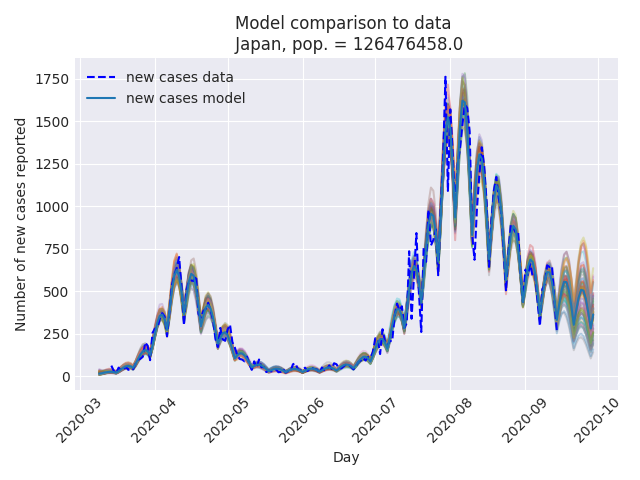 Model comparison to data
Japan, pop. = 126476458.0
new cases data
new cases model
Number of new cases reported
1750
1500
1250
1000
750
500
250
0
2020-03
2020-04
2020-05
2020-06
2020-07
2020-08
2020-09
2020-10
Day